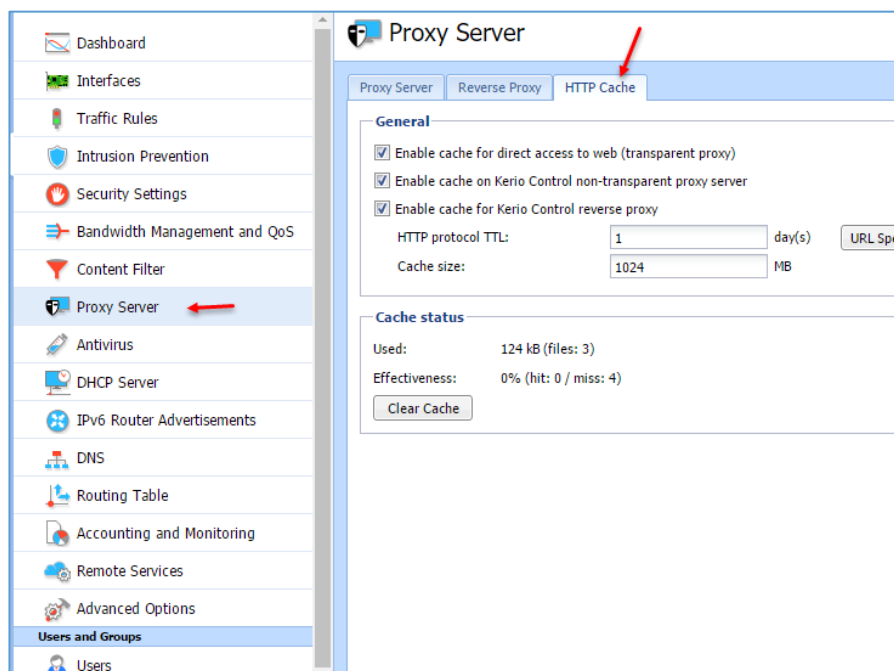 Dashboard
Interfaces
Traffic Rules
Intrusion Prevention
Security Settings
Bandwidth Management and QoS
Content Filter
Proxy Server
Antivirus
DHCP Server
IPv6 Router Advertisements
DNS
Routing Table
Accounting and Monitoring
Remote Services
Advanced Options
Users and Groups
Users
Proxy Server
Proxy Server Reverse Proxy HTTP Cache
General
Enable cache for direct access to web (transparent proxy)
Enable cache on Kerio Control non-transparent proxy server
Enable cache for Kerio Control reverse proxy
HTTP protocol TTL: 1 day(s) URL Spe
Cache size: 1024 MB
Cache status
Used: 124 kB (files: 3)
Effectiveness: 0% (hit: 0 / miss: 4)
Clear Cache